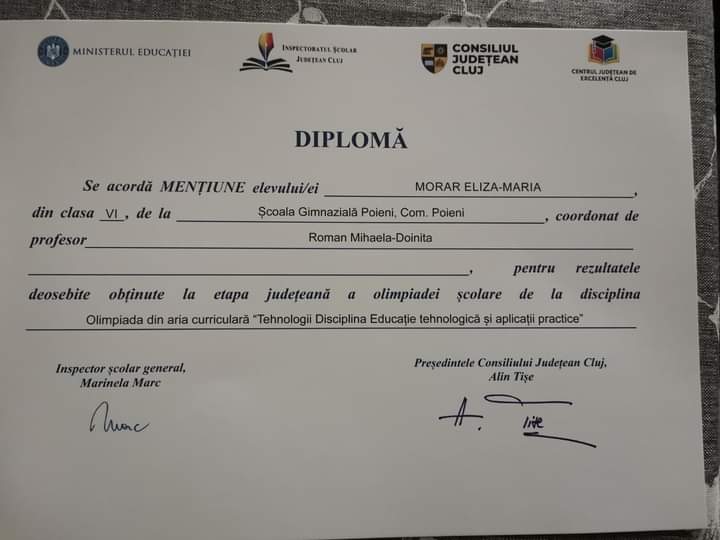 MINISTERUL EDUCAȚIEI
INSPECTORATUL ȘCOLAR
JUDEȚEAN CLUJ
CONSILIUL
JUDEȚEAN
CLUJ
CENTRUL JUDEȚEAN DE
EXCELENȚĂ CLUJ
DIPLOMĂ
Se acordă MENȚIUNE elevului/ei MORAR ELIZA-MARIA,
din clasa VI, de la Școala Gimnazială Poieni, Com. Poieni, coordonat de
profesor Roman Mihaela-Doinita
, pentru rezultatele
deosebite obținute la etapa județeană a olimpiadei școlare de la disciplina
Olimpiada din aria curriculară “Tehnologii Disciplina Educație tehnologică și aplicații practice”
Inspector școlar general,
Marinela Marc
Președintele Consiliului Județean Cluj,
Alin Tișe
Marc
A. Tișe